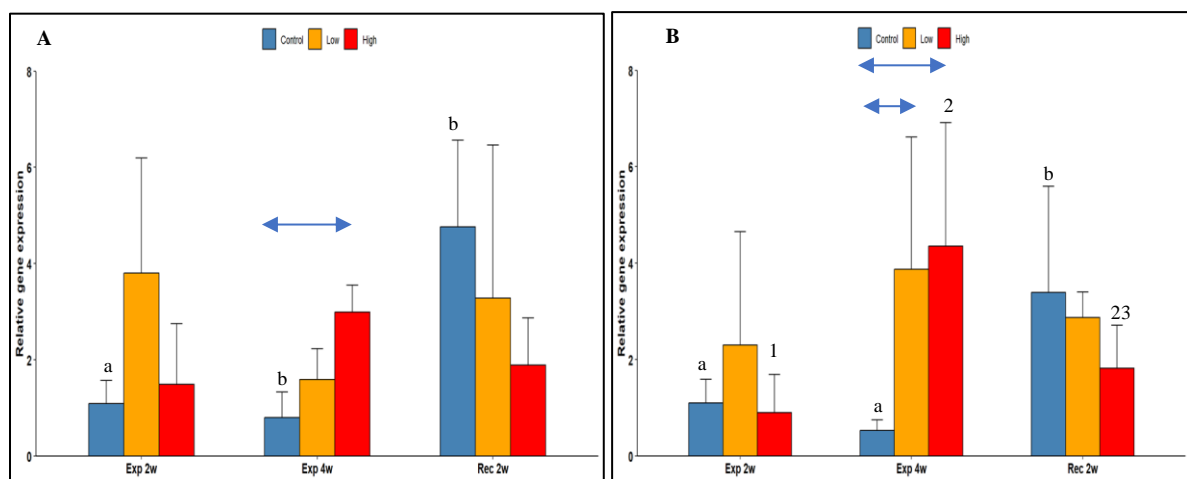 A
Control Low High
Relative gene expression
8
6
4
2
0
a
b
b
Exp 2w Exp 4w Rec 2w
B
Control Low High
Relative gene expression
8
6
4
2
0
a
1
a
2
b
23
Exp 2w Exp 4w Rec 2w